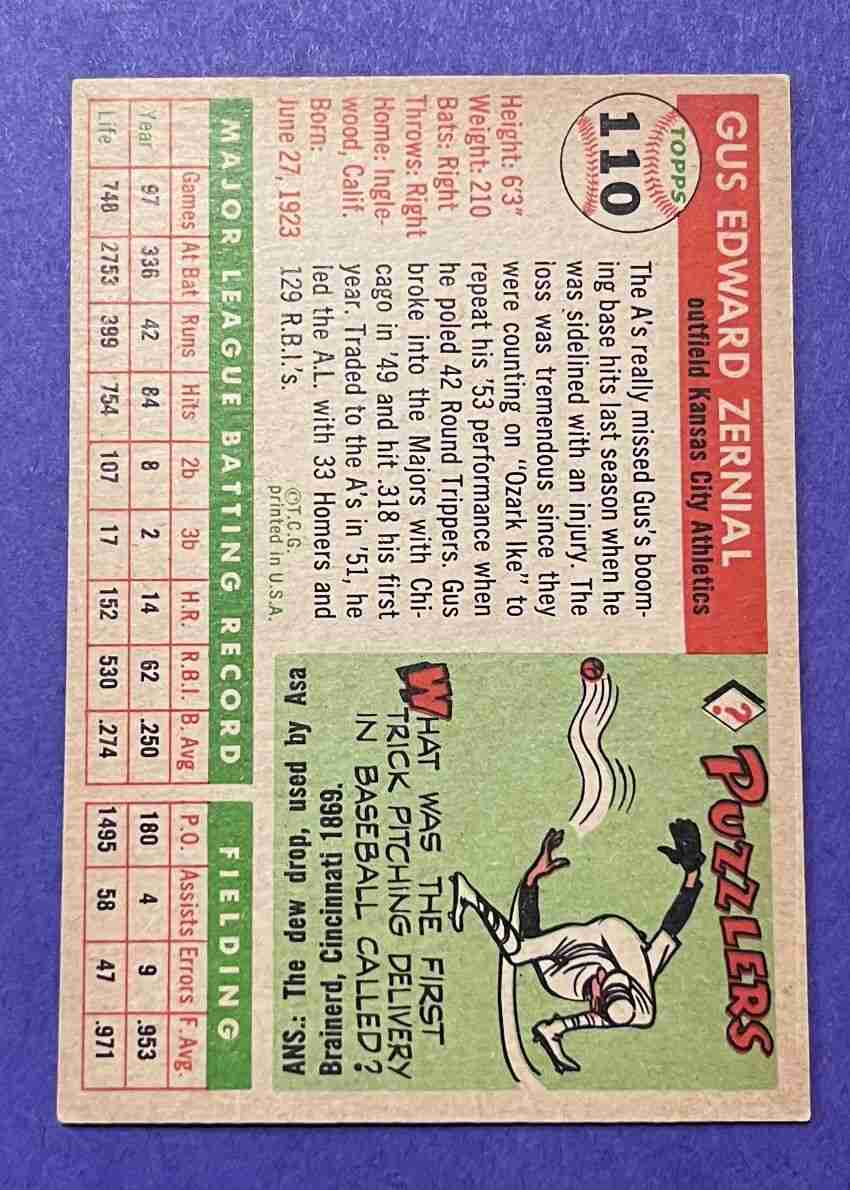 TOPPS
110
GUS EDWARD ZERNIAL
outfield Kansas City Athletics
Height: 6'3"
Weight: 210
Bats: Right
Throws: Right
Home: Ingle-
wood, Calif.
Born:
June 27, 1923
The A's really missed Gus's boom-
ing base hits last season when he
was sidelined with an injury. The
loss was tremendous since they
were counting on "Ozark Ike" to
repeat his '53 performance when
he poled 42 Round Trippers. Gus
broke into the Majors with Chi-
cago in '49 and hit .318 his first
year. Traded to the A's in '51, he
led the A.L. with 33 Homers and
129 R.B.I.'s.
©T.C.G.
printed in U.S.A.
? PUZZLERS
WHAT WAS THE FIRST
TRICK PITCHING DELIVERY
IN BASEBALL CALLED?
ANS.: The dew drop, used by Asa
Brainerd, Cincinnati 1869.
MAJOR LEAGUE BATTING RECORD FIELDING
Games At Bat Runs Hits 2b 3b H.R. R.B.I. B. Avg P.O. Assists Errors F. Avg.
Year 97 336 42 84 8 2 14 62 .250 180 4 9 .953
Life 748 2753 399 754 107 17 152 530 .274 1495 58 47 .971